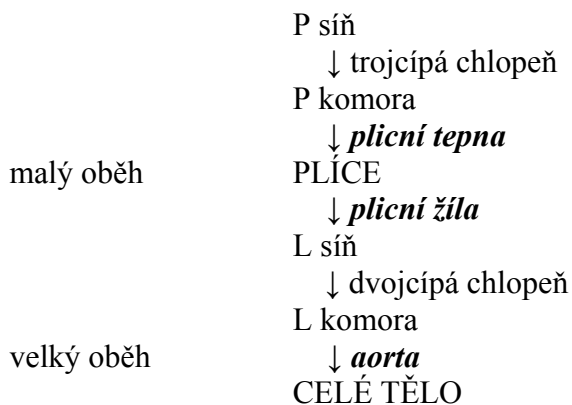 P síň
↓ trojcípá chlopeň
P komora
↓ plicní tepna
malý oběh PLÍCE
↓ plicní žíla
L síň
↓ dvojcípá chlopeň
L komora
velký oběh ↓ aorta
CELÉ TĚLO